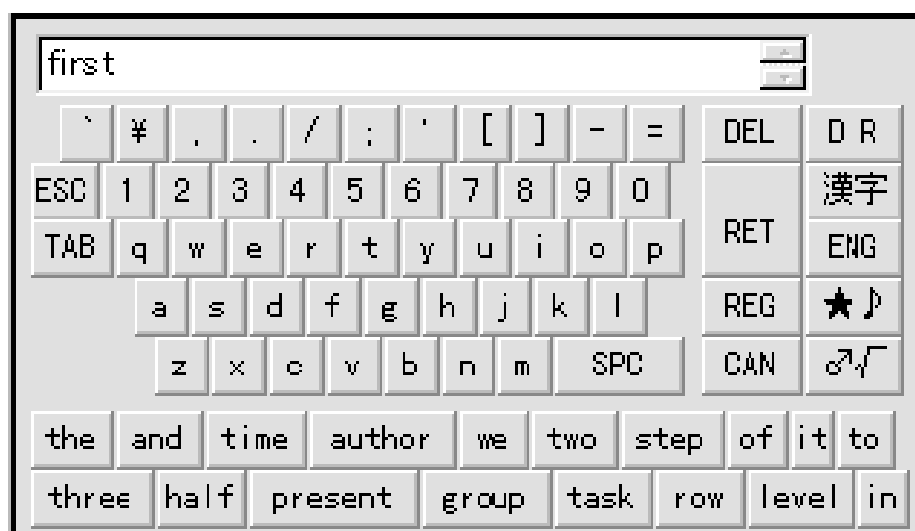 first
` ¥ , . / ; ' [ ] - = DEL D R
ESC 1 2 3 4 5 6 7 8 9 0 漢字
TAB q w e r t y u i o p RET ENG
a s d f g h j k l REG ★♪
z x c v b n m SPC CAN ♂√
the and time author we two step of it to
three half present group task row level in